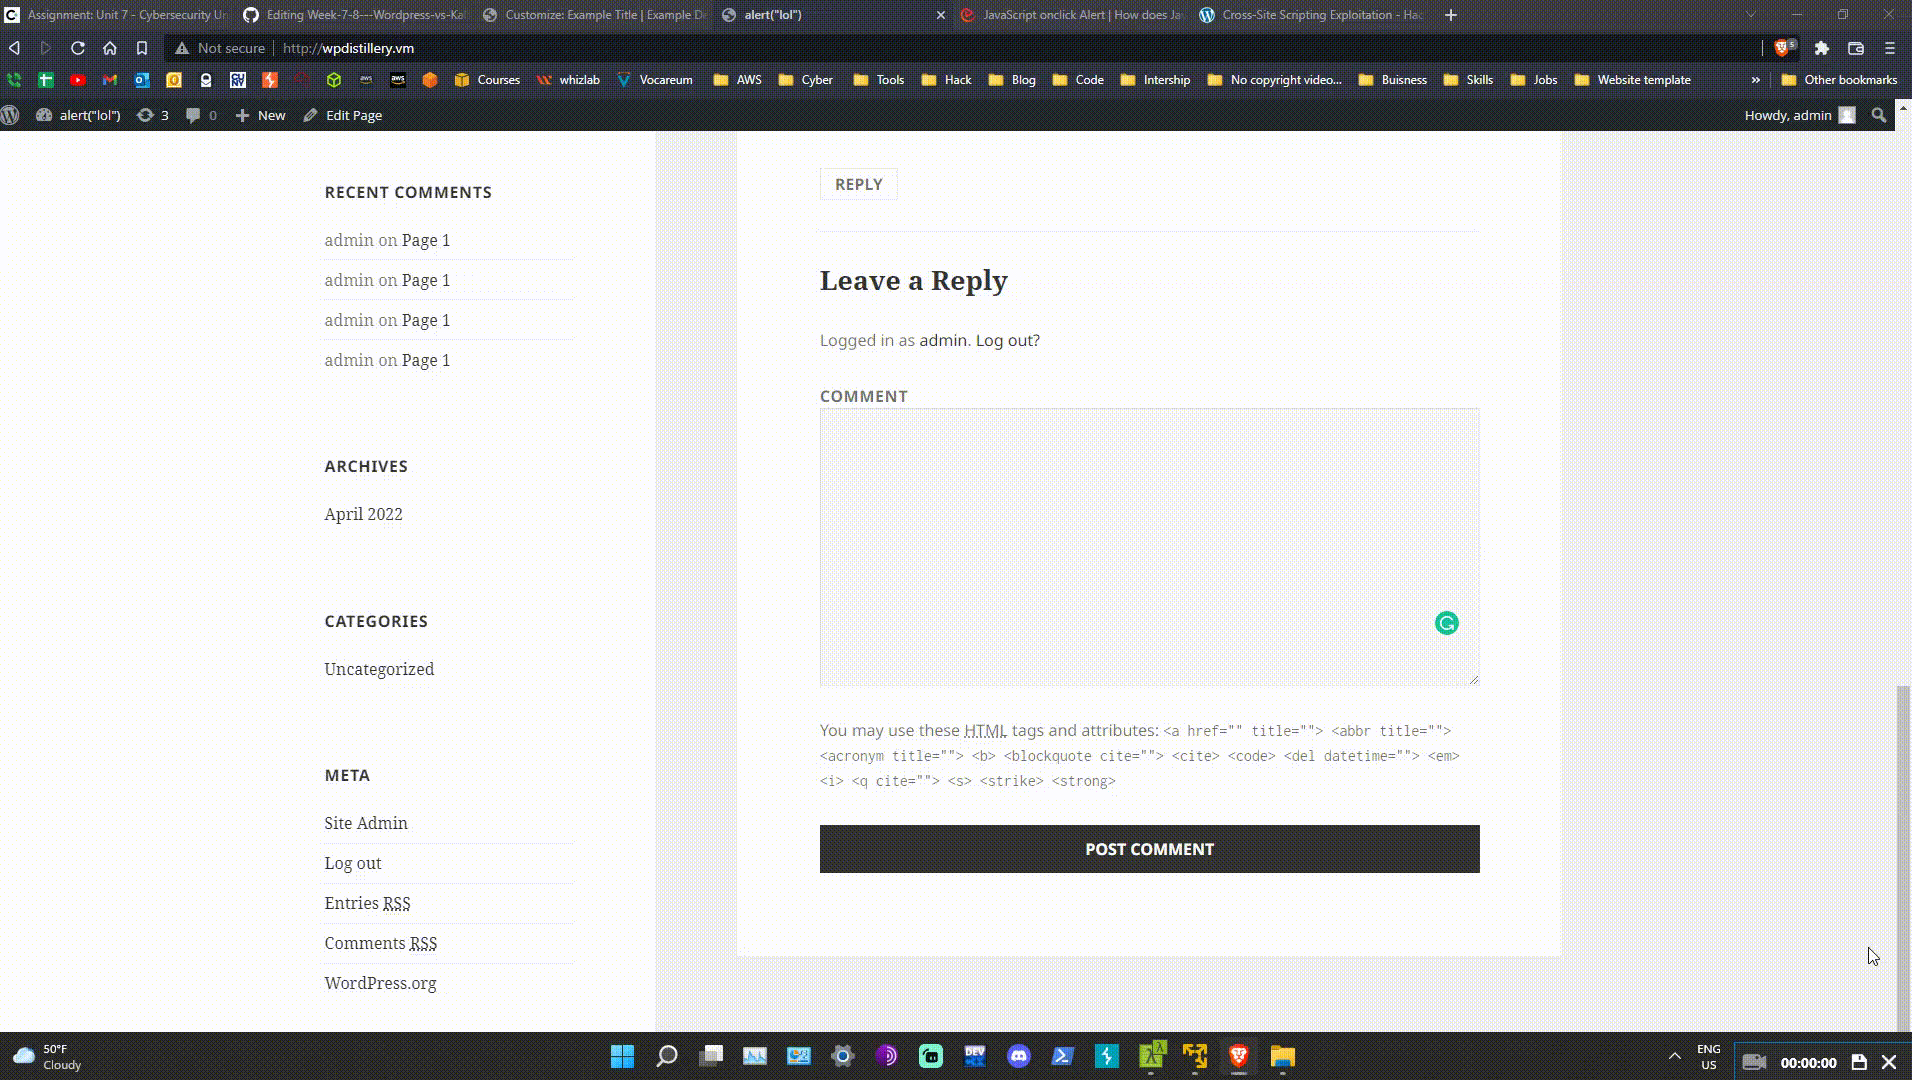 Assignment: Unit 7 - Cybersecurity Un
Editing Week-7-8---Wordpress-vs-Kal
Customize: Example Title | Example De
alert("lol")
JavaScript onclick Alert | How does Jav
Cross-Site Scripting Exploitation - Hac
Not secure
http://wpdistillery.vm
5
Courses
whizlab
Vocareum
AWS
Cyber
Tools
Hack
Blog
Code
Intership
No copyright video...
Buisness
Skills
Jobs
Website template
»
Other bookmarks
alert("lol")
3
0
New
Edit Page
Howdy, admin
RECENT COMMENTS
admin on Page 1
admin on Page 1
admin on Page 1
admin on Page 1
ARCHIVES
April 2022
CATEGORIES
Uncategorized
META
Site Admin
Log out
Entries RSS
Comments RSS
WordPress.org
REPLY
Leave a Reply
Logged in as admin. Log out?
COMMENT
You may use these HTML tags and attributes: <a href="" title=""> <abbr title="">
<acronym title=""> <b> <blockquote cite=""> <cite> <code> <del datetime=""> <em>
<i> <q cite=""> <s> <strike> <strong>
POST COMMENT
50°F
Cloudy
DEV
ENG
US
00:00:00